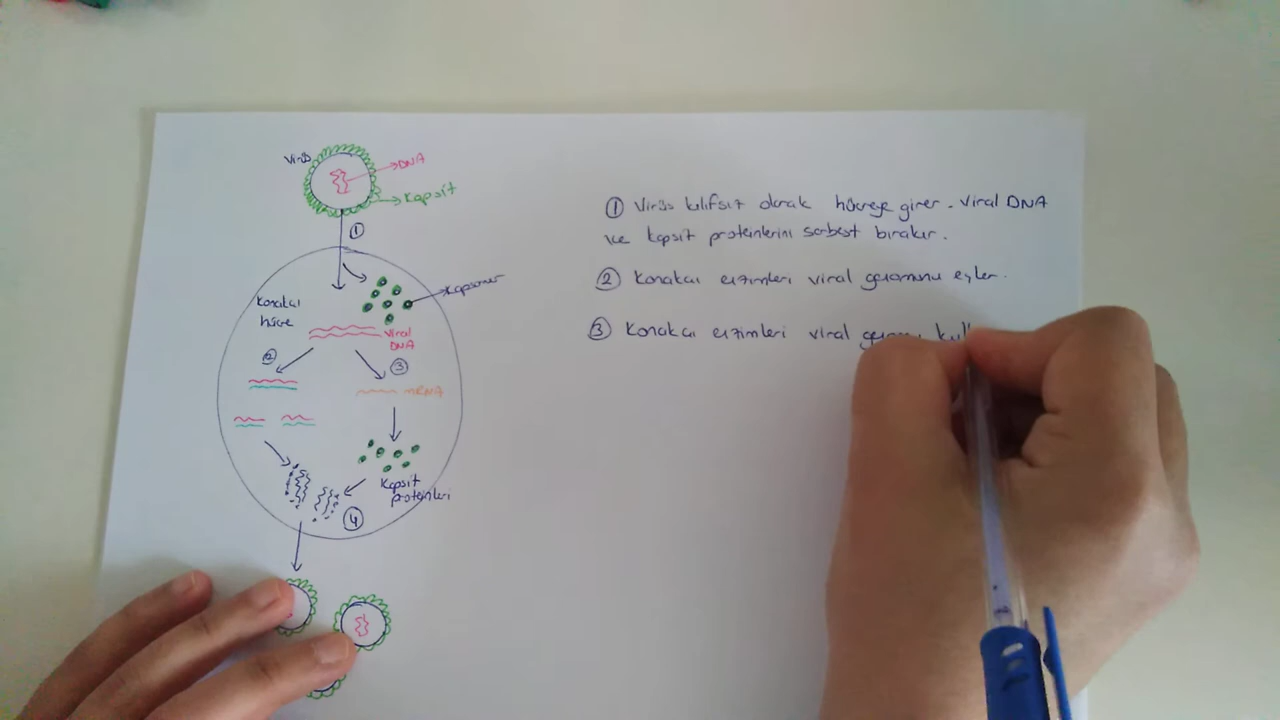 Virüs
DNA
Kapsit
①
Kapsomer
Konakçı
hücre
viral
DNA
②
③
mRNA
Kapsit
proteinleri
④
① Virüs kılıfsız olarak hücreye girer. Viral DNA
ve kapsit proteinlerini serbest bırakır.
② Konakçı enzimleri viral genomunu eşler.
③ Konakçı enzimleri viral genomu kull